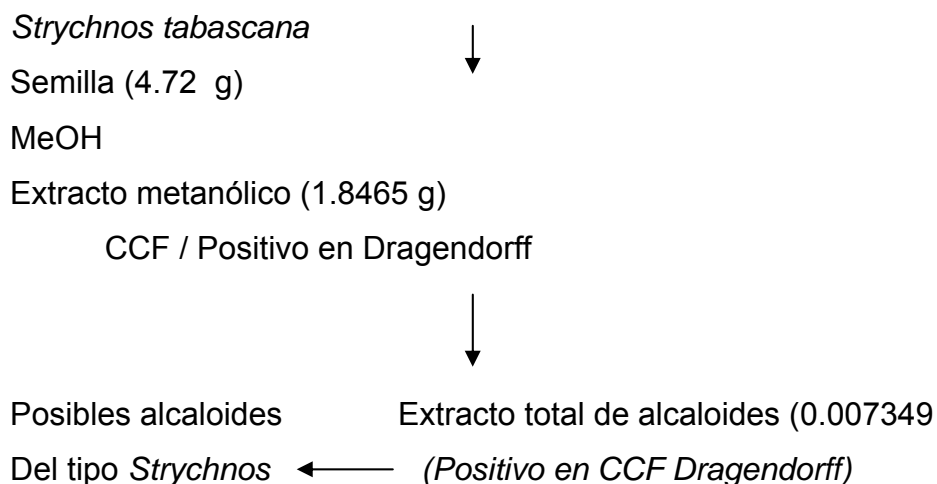 Strychnos tabascana
Semilla (4.72 g)
MeOH
Extracto metanólico (1.8465 g)
CCF / Positivo en Dragendorff
Posibles alcaloides Extracto total de alcaloides (0.007349
Del tipo Strychnos (Positivo en CCF Dragendorff)